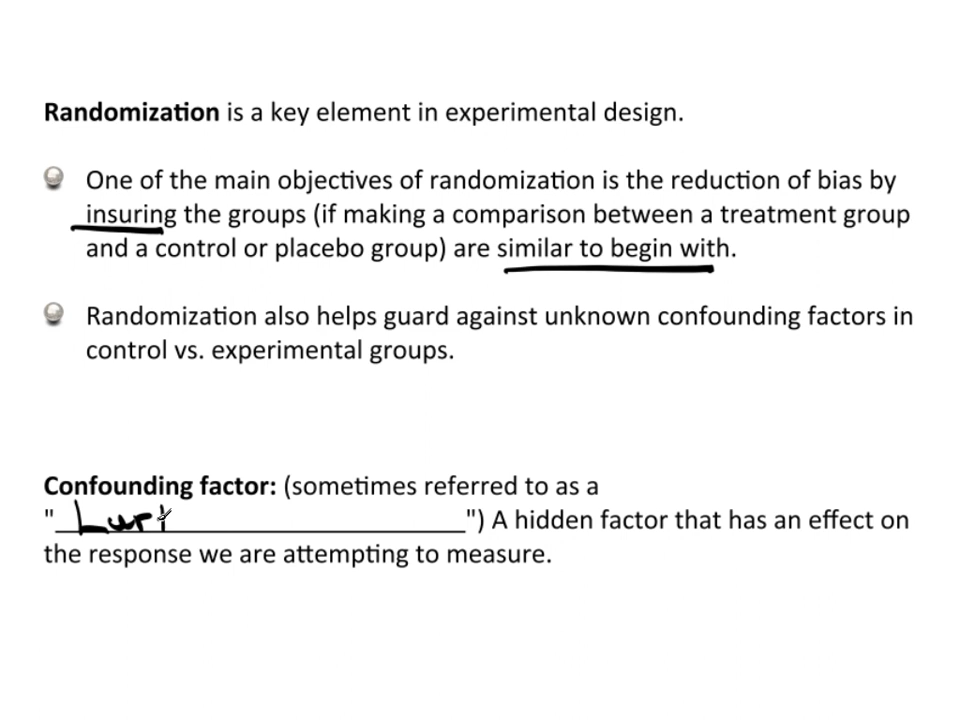 Randomization is a key element in experimental design.
One of the main objectives of randomization is the reduction of bias by
insuring the groups (if making a comparison between a treatment group
and a control or placebo group) are similar to begin with.
Randomization also helps guard against unknown confounding factors in
control vs. experimental groups.
Confounding factor: (sometimes referred to as a
"Lurk") A hidden factor that has an effect on
the response we are attempting to measure.